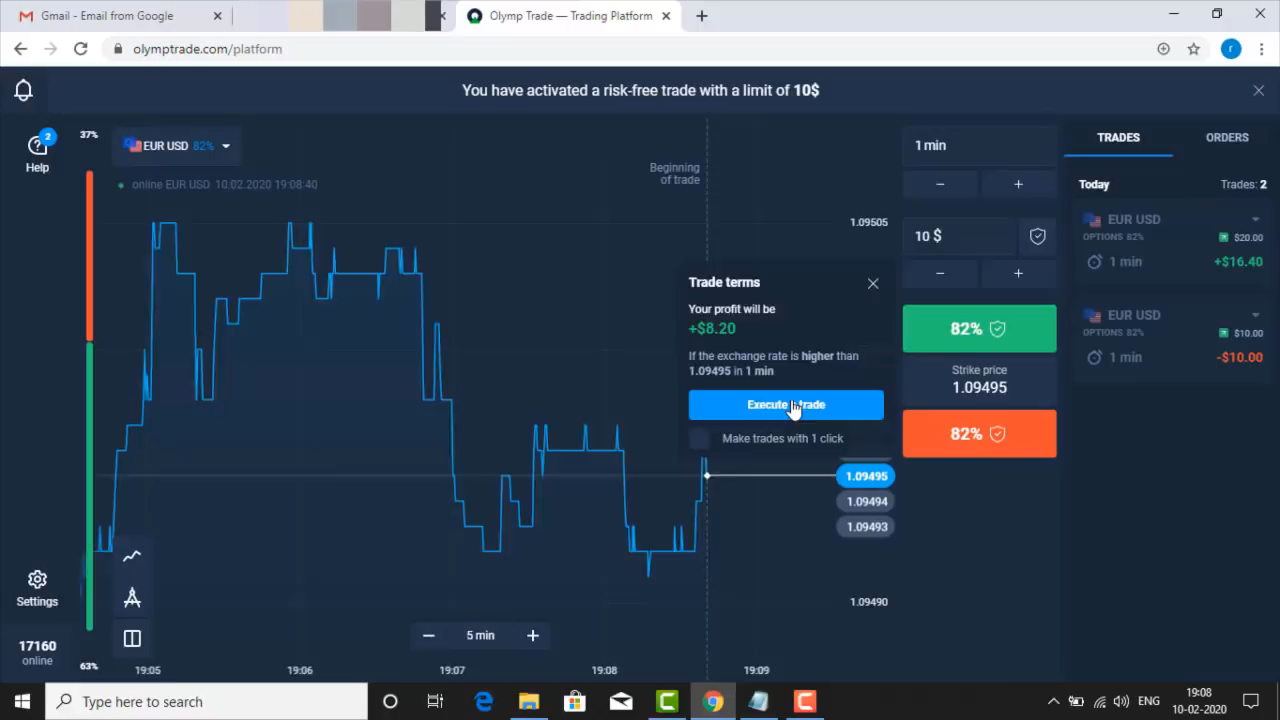 Gmail - Email from Google
Olymp Trade — Trading Platform
olymptrade.com/platform
r
You have activated a risk-free trade with a limit of 10$
2
Help
37%
EUR USD 82%
online EUR USD 10.02.2020 19:08:40
Beginning
of trade
1.09505
Trade terms
Your profit will be
+$8.20
If the exchange rate is higher than
1.09495 in 1 min
Execute trade
Make trades with 1 click
1.09495
1.09494
1.09493
1.09490
1 min
10 $
82%
Strike price
1.09495
82%
TRADES
ORDERS
Today
Trades: 2
EUR USD
OPTIONS 82%
$20.00
1 min
+$16.40
EUR USD
OPTIONS 82%
$10.00
1 min
-$10.00
Settings
17160
online
63%
5 min
19:05
19:06
19:07
19:08
19:09
Type here to search
ENG
19:08
10-02-2020